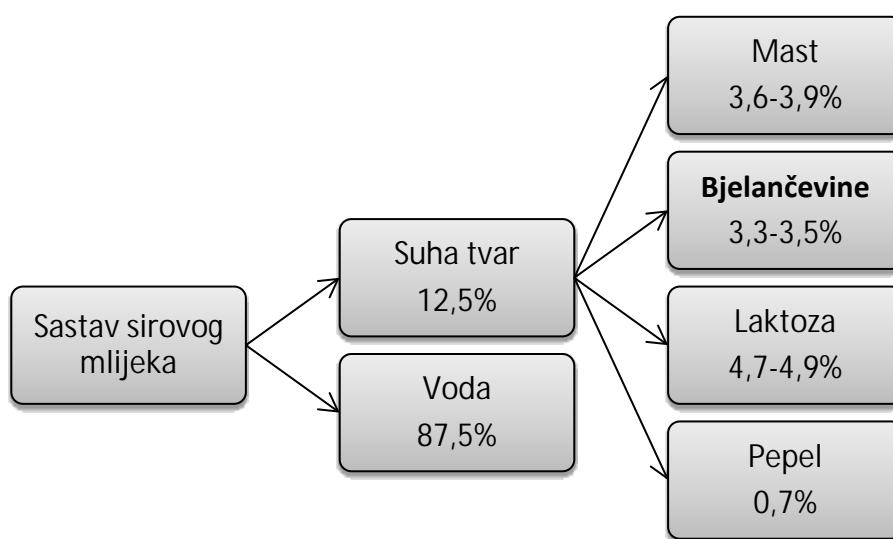 Sastav sirovog
mlijeka
Suha tvar
12,5%
Voda
87,5%
Mast
3,6-3,9%
Bjelančevine
3,3-3,5%
Laktoza
4,7-4,9%
Pepel
0,7%